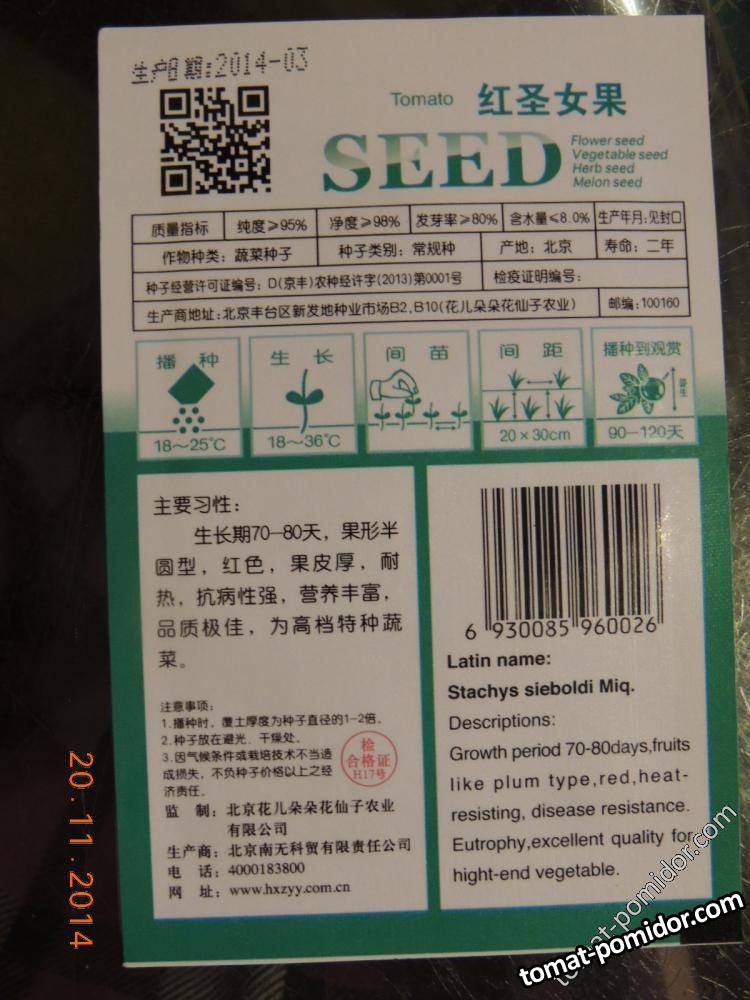 生产日期:2014-03
Tomato 红圣女果
SEED
Flower seed
Vegetable seed
Herb seed
Melon seed
质量指标 纯度≥95% 净度≥98% 发芽率≥80% 含水量≤8.0% 生产年月:见封口
作物种类：蔬菜种子 种子类别：常规种 产地：北京 寿命：二年
种子经营许可证编号：D(京丰)农种经许字(2013)第0001号 检疫证明编号：
生产商地址：北京丰台区新发地种业市场B2,B10(花儿朵朵花仙子农业) 邮编:100160
播种 生长 间苗 间距 播种到观赏
18～25℃ 18～36℃ 20×30cm 90—120天
主要习性：
生长期70—80天，果形半
圆型，红色，果皮厚，耐
热，抗病性强，营养丰富，
品质极佳，为高档特种蔬
菜。
注意事项：
1.播种时，覆土厚度为种子直径的1-2倍。
2.种子放在避光、干燥处。
3.因气候条件或栽培技术不当造
成损失，不负种子价格以上之经
济责任。
检
合格证
H17号
监 制：北京花儿朵朵花仙子农业
有限公司
生产商：北京南无科贸有限责任公司
电 话：4000183800
网 址：www.hxzyy.com.cn
6 930085 960026
Latin name:
Stachys sieboldi Miq.
Descriptions:
Growth period 70-80days,fruits
like plum type,red,heat-
resisting, disease resistance.
Eutrophy,excellent quality for
hight-end vegetable.
20.11.2014
tomat-pomidor.com
tomat-pomidor.com